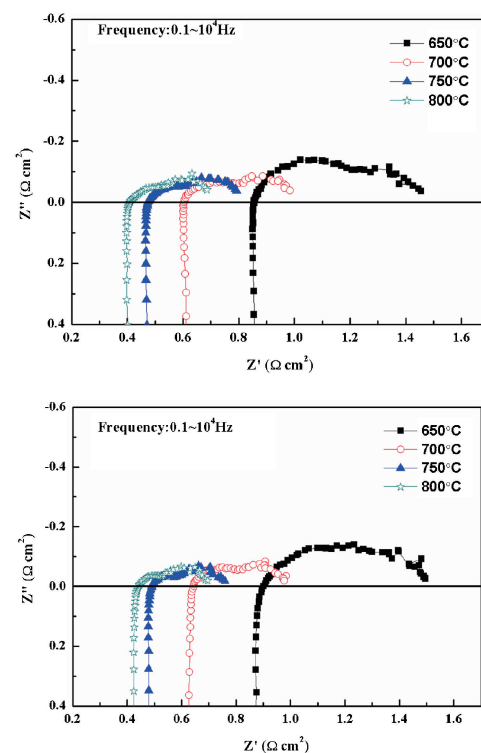 Frequency:0.1~10⁴Hz
650°C
700°C
750°C
800°C
-0.6
-0.4
-0.2
0.0
0.2
0.4
Z'' (Ω cm²)
0.2 0.4 0.6 0.8 1.0 1.2 1.4 1.6
Z' (Ω cm²)
Frequency:0.1~10⁴Hz
650°C
700°C
750°C
800°C
-0.6
-0.4
-0.2
0.0
0.2
0.4
Z'' (Ω cm²)
0.2 0.4 0.6 0.8 1.0 1.2 1.4 1.6
Z' (Ω cm²)